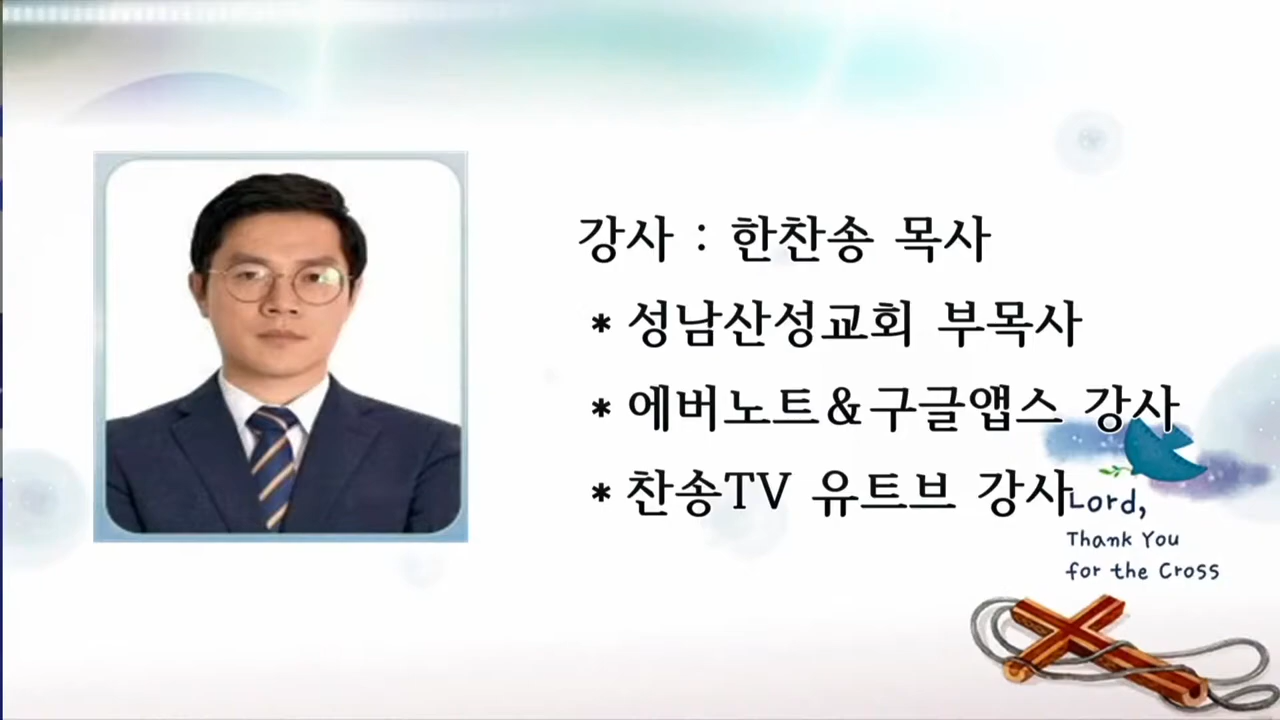 강사 : 한찬송 목사
* 성남산성교회 부목사
* 에버노트&구글앱스 강사
* 찬송TV 유트브 강사
Lord,
Thank You
for the Cross